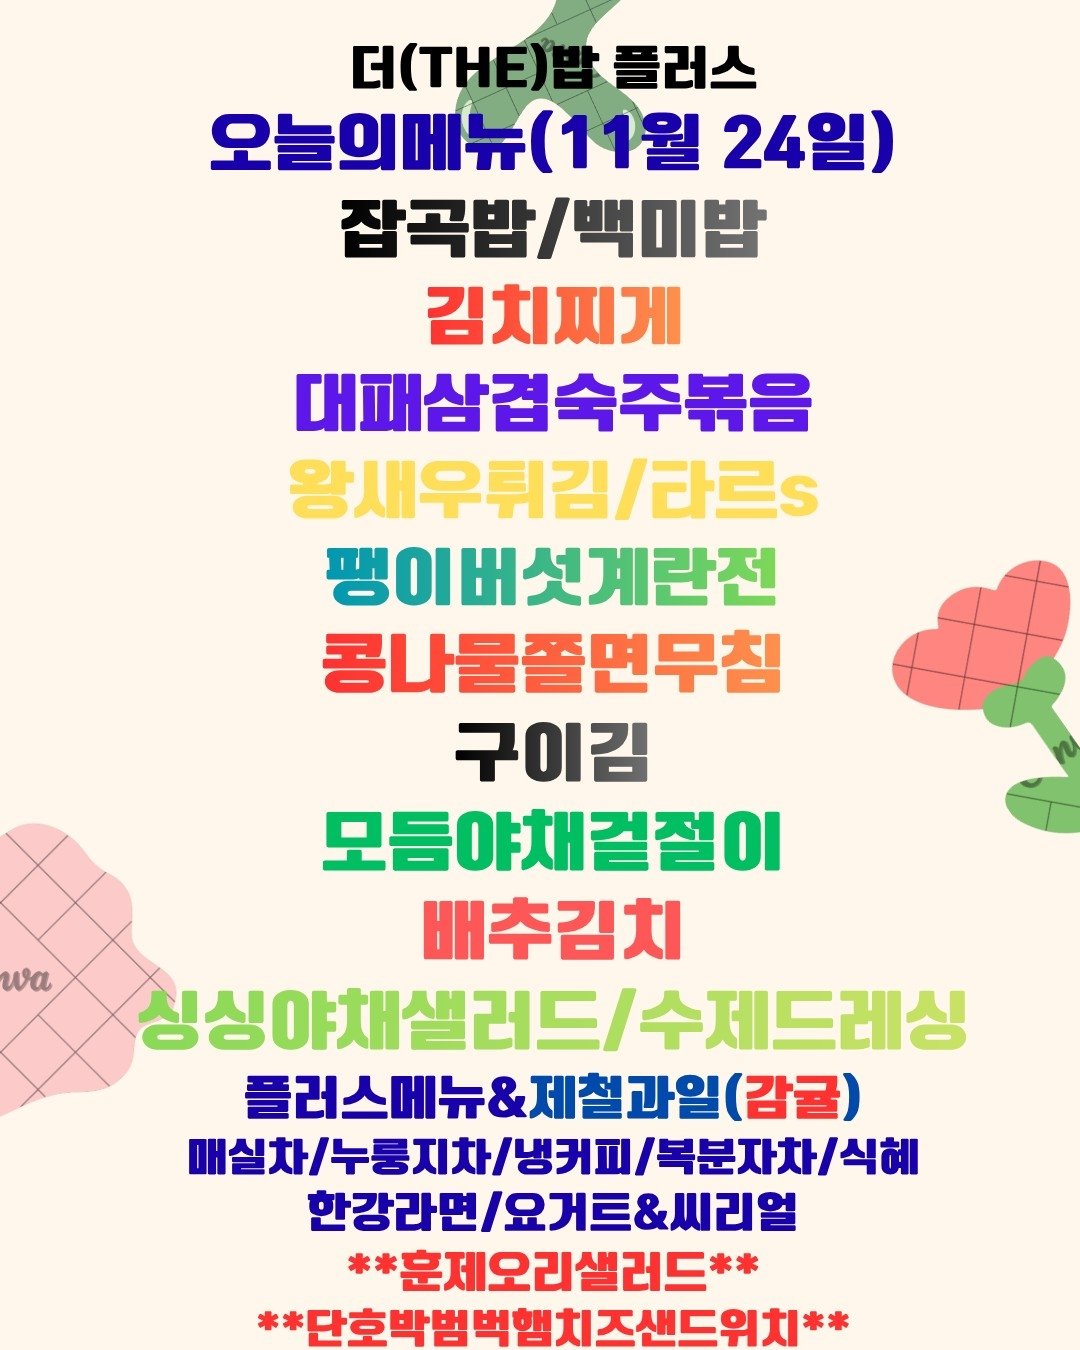 더(THE)밥 플러스
오늘의메뉴(11월 24일)
잡곡밥/백미밥
김치찌게
대패삼겹숙주볶음
왕새우튀김/타르s
팽이버섯계란전
콩나물쫄면무침
구이김
모듬야채겉절이
배추김치
싱싱야채샐러드/수제드레싱
플러스메뉴&제철과일(감귤)
매실차/누룽지차/냉커피/복분자차/식혜
한강라면/요거트&씨리얼
**훈제오리샐러드**
**단호박범벅햄치즈샌드위치**